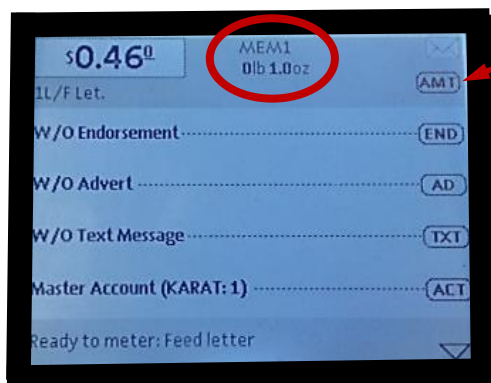 $0.46⁰
MEM1
0lb 1.0oz
AMT
1L/F Let.
W/O Endorsement
END
W/O Advert
AD
W/O Text Message
TXT
Master Account (KARAT: 1)
ACT
Ready to meter: Feed letter